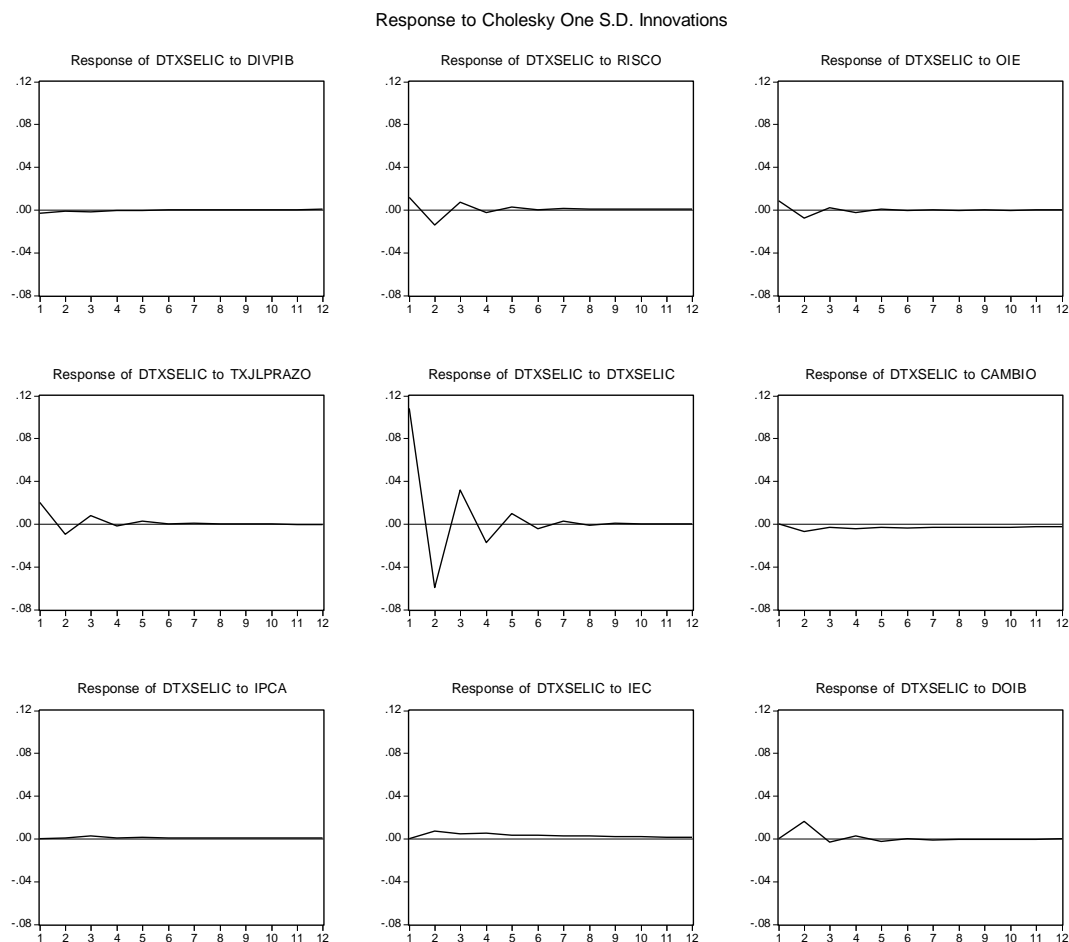 Response to Cholesky One S.D. Innovations
Response of DTXSELIC to DIVPIB
.12
.08
.04
.00
-.04
-.08
1 2 3 4 5 6 7 8 9 10 11 12
Response of DTXSELIC to RISCO
.12
.08
.04
.00
-.04
-.08
1 2 3 4 5 6 7 8 9 10 11 12
Response of DTXSELIC to OIE
.12
.08
.04
.00
-.04
-.08
1 2 3 4 5 6 7 8 9 10 11 12
Response of DTXSELIC to TXJLPRAZO
.12
.08
.04
.00
-.04
-.08
1 2 3 4 5 6 7 8 9 10 11 12
Response of DTXSELIC to DTXSELIC
.12
.08
.04
.00
-.04
-.08
1 2 3 4 5 6 7 8 9 10 11 12
Response of DTXSELIC to CAMBIO
.12
.08
.04
.00
-.04
-.08
1 2 3 4 5 6 7 8 9 10 11 12
Response of DTXSELIC to IPCA
.12
.08
.04
.00
-.04
-.08
1 2 3 4 5 6 7 8 9 10 11 12
Response of DTXSELIC to IEC
.12
.08
.04
.00
-.04
-.08
1 2 3 4 5 6 7 8 9 10 11 12
Response of DTXSELIC to DOIB
.12
.08
.04
.00
-.04
-.08
1 2 3 4 5 6 7 8 9 10 11 12